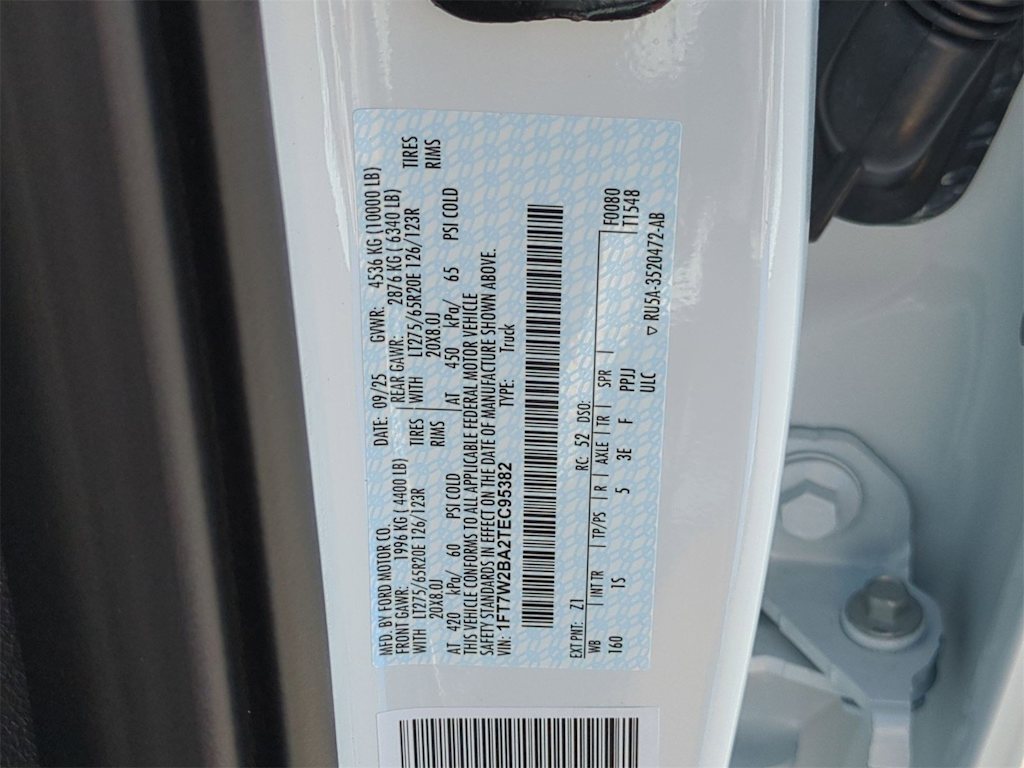 MFD. BY FORD MOTOR CO.
DATE: 09/25 GVWR: 4536 KG (10000 LB)
FRONT GAWR: 1996 KG (4400 LB) REAR GAWR: 2876 KG (6340 LB)
WITH LT275/65R20E 126/123R TIRES WITH LT275/65R20E 126/123R TIRES
20X8.0J RIMS 20X8.0J RIMS
AT 420 kPa/ 60 PSI COLD AT 450 kPa/ 65 PSI COLD
THIS VEHICLE CONFORMS TO ALL APPLICABLE FEDERAL MOTOR VEHICLE
SAFETY STANDARDS IN EFFECT ON THE DATE OF MANUFACTURE SHOWN ABOVE.
VIN: 1FT7W2BA2TEC95382 TYPE: Truck
EXT PNT: Z1 RC: 52 DSO: F0080
WB INT TR TP/PS R AXLE TR SPR T1548
160 1S 5 3E F PPJJ
ULC
▽ RU5A-3520472-AB